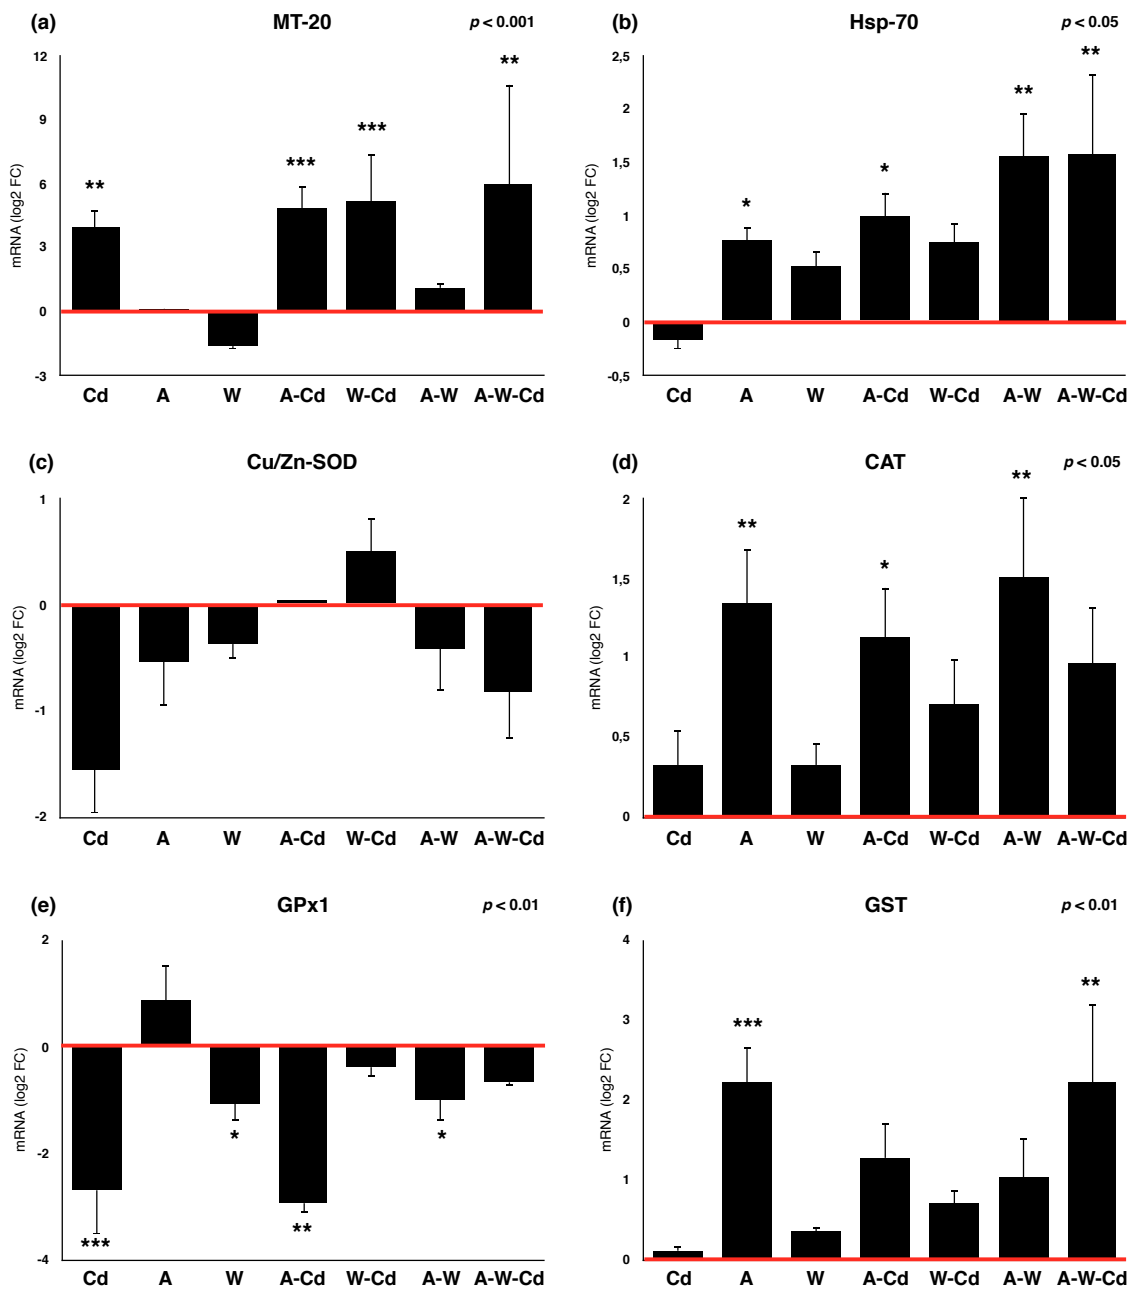 (a) MT-20 p < 0.001
12
9
6
3
0
-3
mRNA (log2 FC)
** *** *** **
Cd A W A-Cd W-Cd A-W A-W-Cd
(b) Hsp-70 p < 0.05
2,5
2
1,5
1
0,5
0
-0,5
mRNA (log2 FC)
* * ** **
Cd A W A-Cd W-Cd A-W A-W-Cd
(c) Cu/Zn-SOD
1
0
-1
-2
mRNA (log2 FC)
Cd A W A-Cd W-Cd A-W A-W-Cd
(d) CAT p < 0.05
2
1,5
1
0,5
0
mRNA (log2 FC)
** * **
Cd A W A-Cd W-Cd A-W A-W-Cd
(e) GPx1 p < 0.01
2
0
-2
-4
mRNA (log2 FC)
*** * ** *
Cd A W A-Cd W-Cd A-W A-W-Cd
(f) GST p < 0.01
4
3
2
1
0
mRNA (log2 FC)
*** **
Cd A W A-Cd W-Cd A-W A-W-Cd